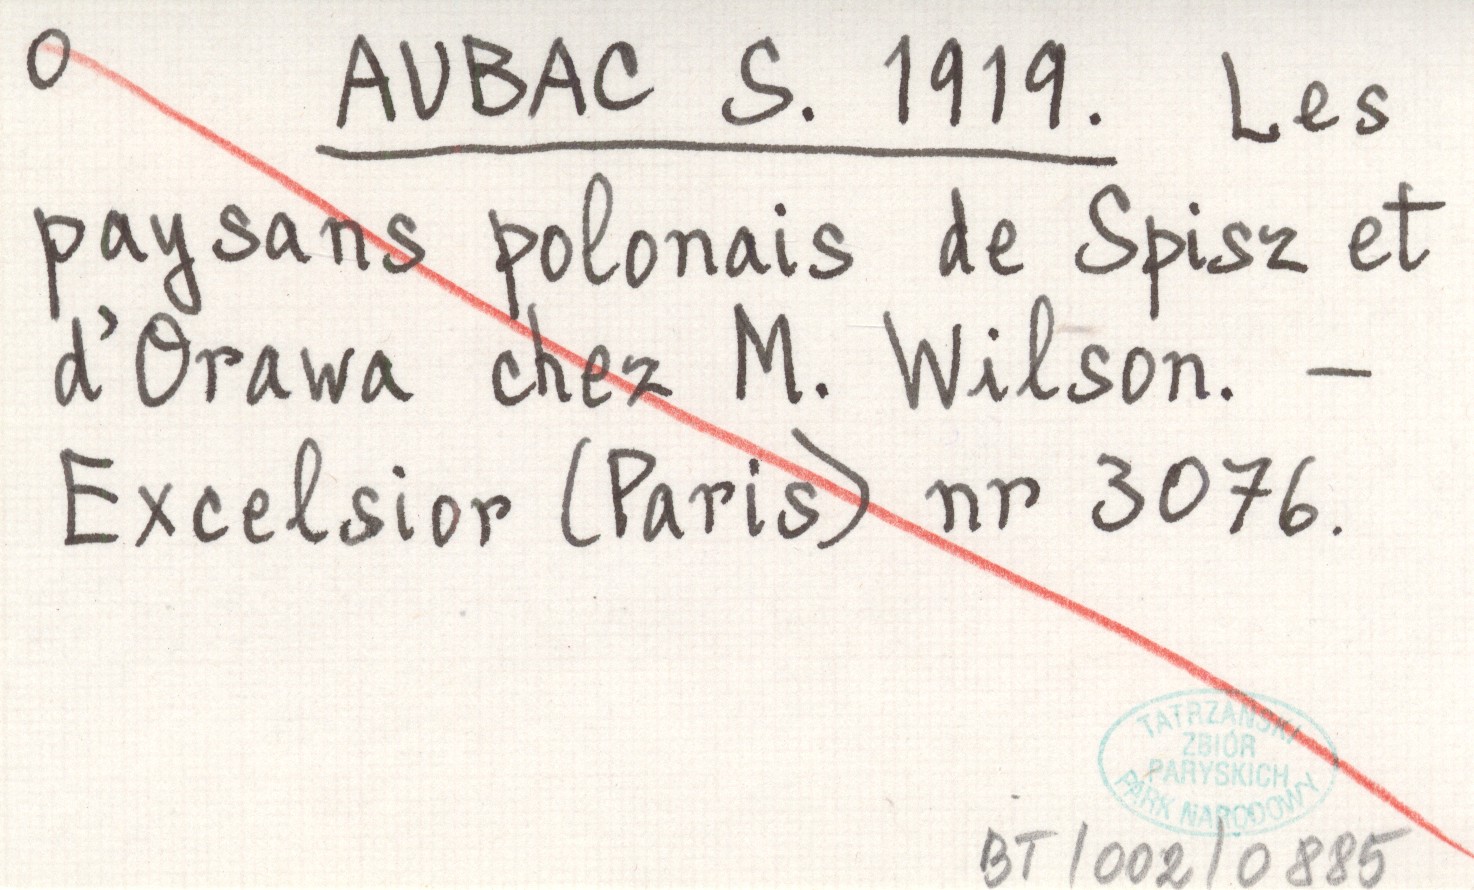 O AUBAC S. 1919. Les
paysans polonais de Spisz et
d'Orawa chez M. Wilson. —
Excelsior (Paris) nr 3076.
TATRZAŃSKI
ZBIÓR
PARYSKICH
PARK NARODOWY
BT/002/0885